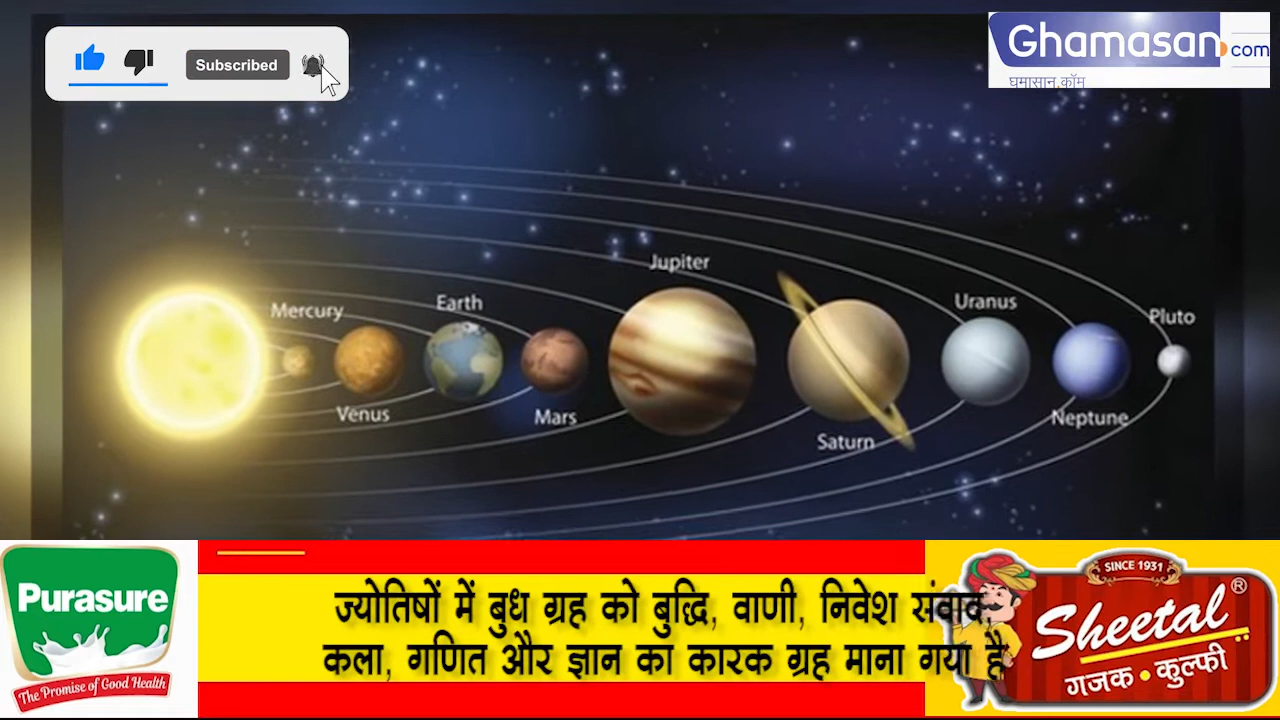 Subscribed
Ghamasan.com
घमासान.कॉम
Jupiter
Mercury
Earth
Uranus
Pluto
Venus
Mars
Neptune
Saturn
Purasure
The Promise of Good Health
ज्योतिषों में बुध ग्रह को बुद्धि, वाणी, निवेश संवाद,
कला, गणित और ज्ञान का कारक ग्रह माना गया है
SINCE 1931
Sheetal ®
गजक • कुल्फी